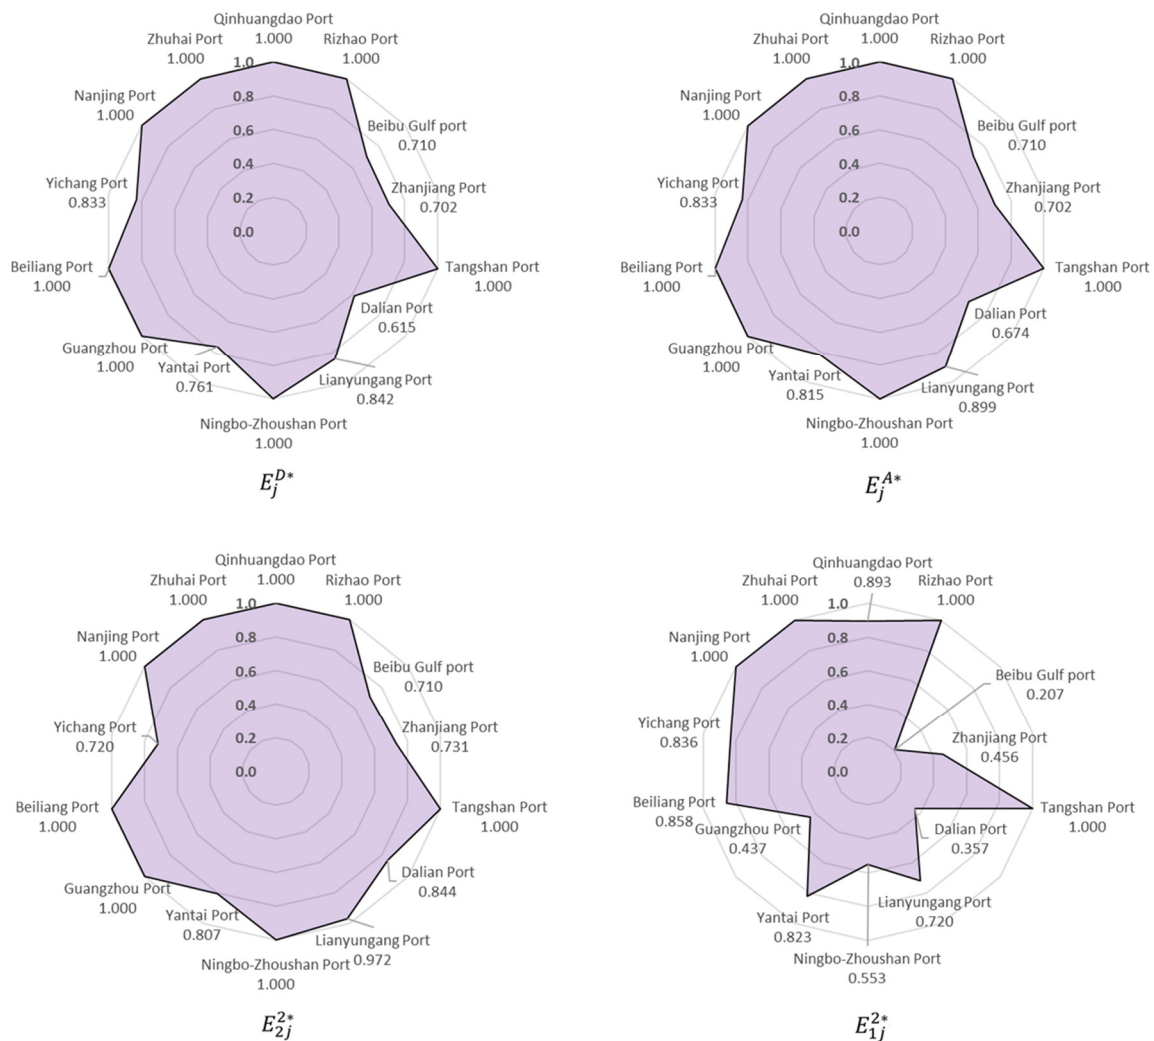 Qinhuangdao Port
1.000
Zhuhai Port
1.000
Rizhao Port
1.000
Nanjing Port
1.000
Beibu Gulf port
0.710
Yichang Port
0.833
Zhanjiang Port
0.702
Beiliang Port
1.000
Tangshan Port
1.000
Guangzhou Port
1.000
Dalian Port
0.615
Yantai Port
0.761
Lianyungang Port
0.842
Ningbo-Zhoushan Port
1.000
1.0
0.8
0.6
0.4
0.2
0.0
E_j^{D*}
Qinhuangdao Port
1.000
Zhuhai Port
1.000
Rizhao Port
1.000
Nanjing Port
1.000
Beibu Gulf port
0.710
Yichang Port
0.833
Zhanjiang Port
0.702
Beiliang Port
1.000
Tangshan Port
1.000
Guangzhou Port
1.000
Dalian Port
0.674
Yantai Port
0.815
Lianyungang Port
0.899
Ningbo-Zhoushan Port
1.000
1.0
0.8
0.6
0.4
0.2
0.0
E_j^{A*}
Qinhuangdao Port
1.000
Zhuhai Port
1.000
Rizhao Port
1.000
Nanjing Port
1.000
Beibu Gulf port
0.710
Yichang Port
0.720
Zhanjiang Port
0.731
Beiliang Port
1.000
Tangshan Port
1.000
Guangzhou Port
1.000
Dalian Port
0.844
Yantai Port
0.807
Lianyungang Port
0.972
Ningbo-Zhoushan Port
1.000
1.0
0.8
0.6
0.4
0.2
0.0
E_{2j}^{2*}
Qinhuangdao Port
0.893
Zhuhai Port
1.000
Rizhao Port
1.000
Nanjing Port
1.000
Beibu Gulf port
0.207
Yichang Port
0.836
Zhanjiang Port
0.456
Beiliang Port
0.858
Tangshan Port
1.000
Guangzhou Port
0.437
Dalian Port
0.357
Yantai Port
0.823
Lianyungang Port
0.720
Ningbo-Zhoushan Port
0.553
1.0
0.8
0.6
0.4
0.2
0.0
E_{1j}^{2*}